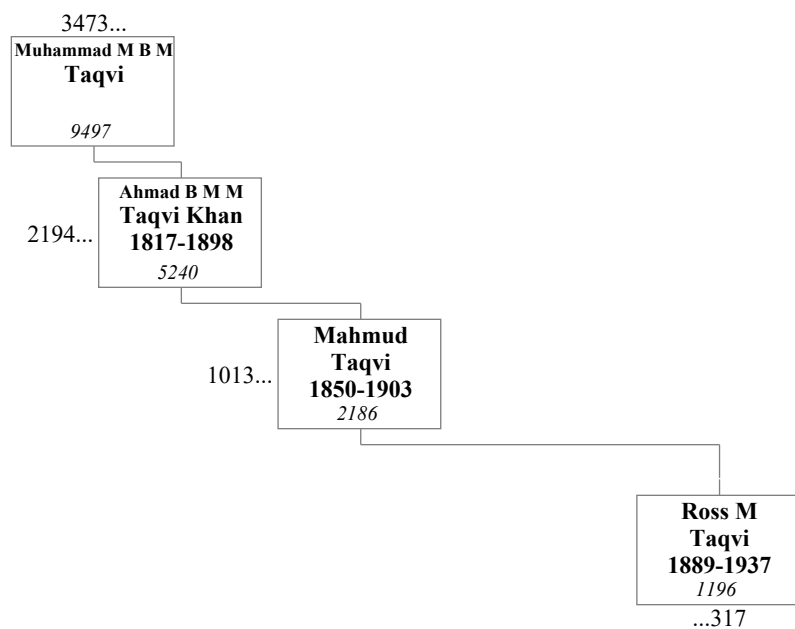 3473...
Muhammad M B M
Taqvi
9497
Ahmad B M M
Taqvi Khan
1817-1898
5240
2194...
Mahmud
Taqvi
1850-1903
2186
1013...
Ross M
Taqvi
1889-1937
1196
...317